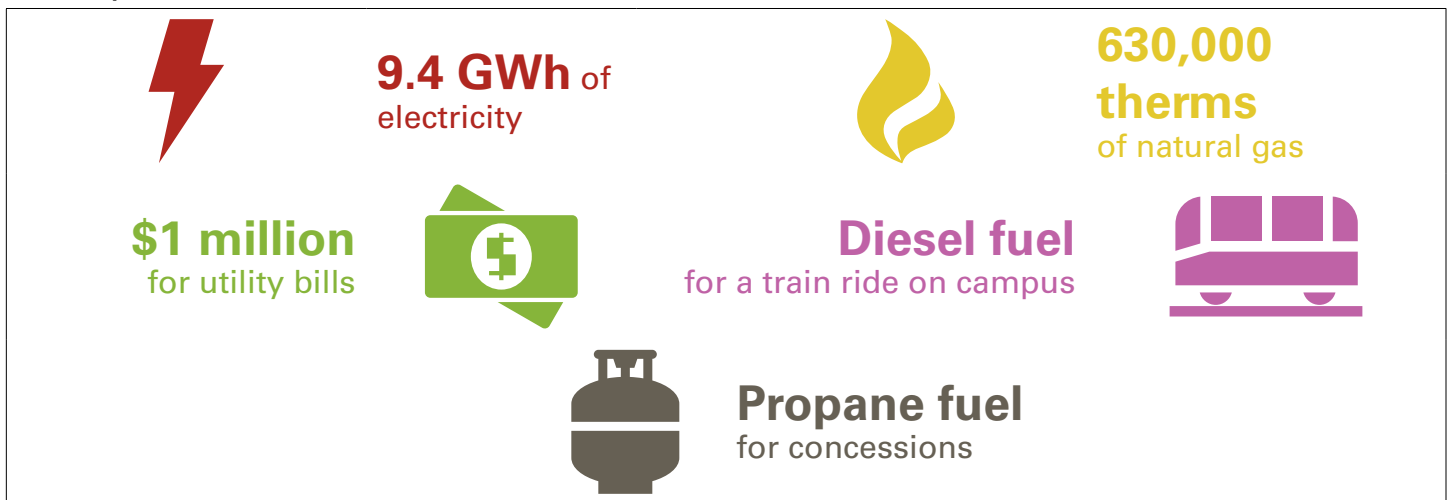 9.4 GWh of
electricity
630,000
therms
of natural gas
$1 million
for utility bills
$
Diesel fuel
for a train ride on campus
Propane fuel
for concessions